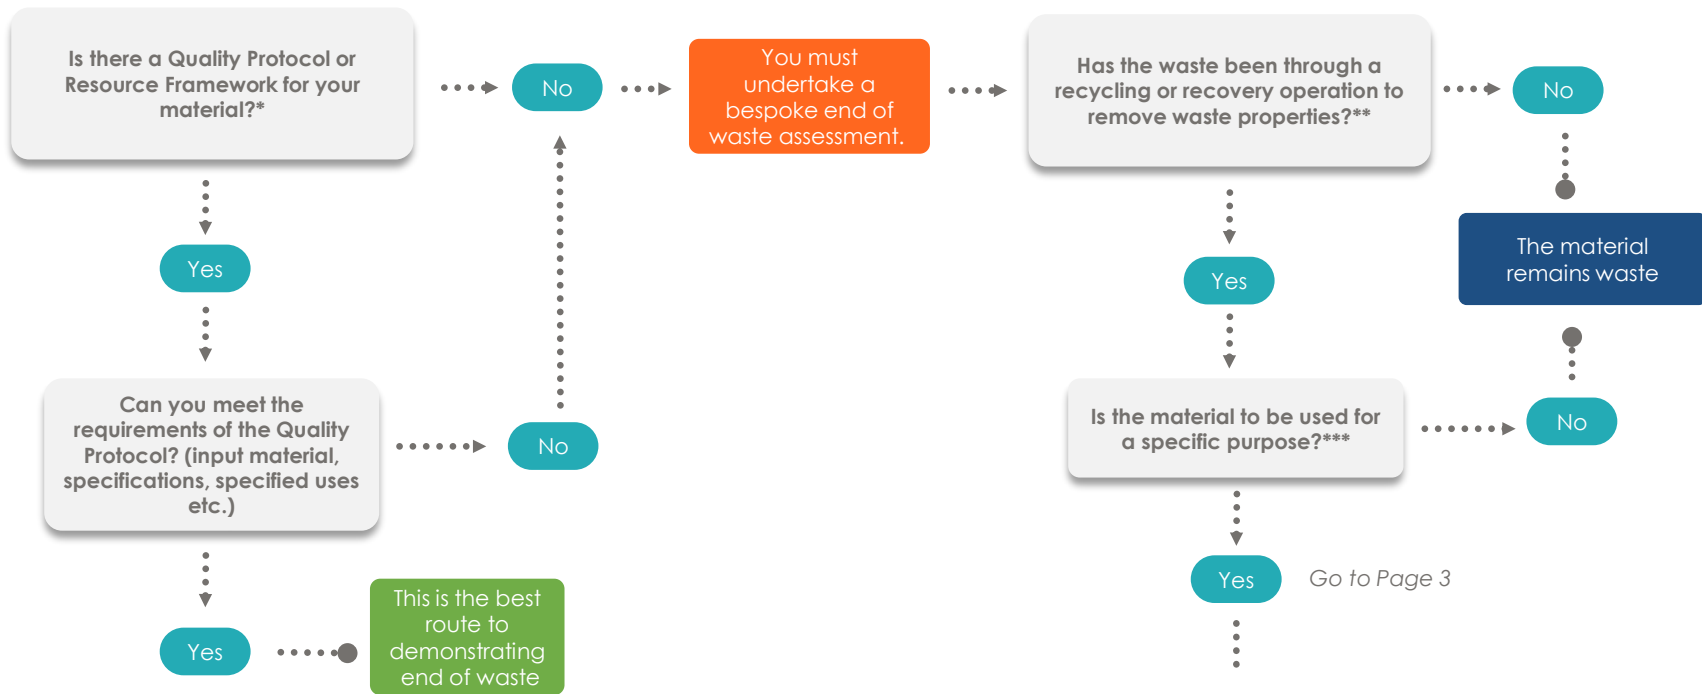 Is there a Quality Protocol or
Resource Framework for your
material?*
No
You must
undertake a
bespoke end of
waste assessment.
Has the waste been through a
recycling or recovery operation to
remove waste properties?**
No
Yes
Yes
The material
remains waste
Can you meet the
requirements of the Quality
Protocol? (input material,
specifications, specified uses
etc.)
No
Is the material to be used for
a specific purpose?***
No
Yes
Go to Page 3
Yes
This is the best
route to
demonstrating
end of waste